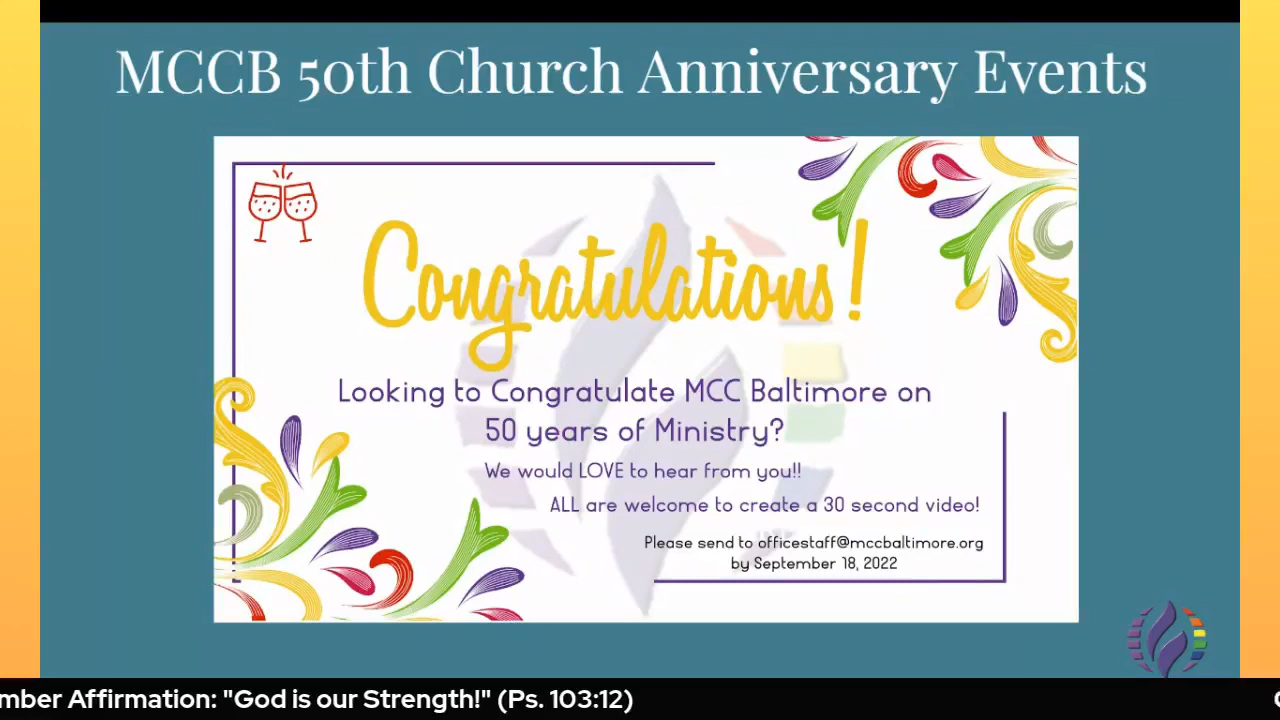 MCCB 50th Church Anniversary Events
Congratulations!
Looking to Congratulate MCC Baltimore on
50 years of Ministry?
We would LOVE to hear from you!!
ALL are welcome to create a 30 second video!
Please send to officestaff@mccbaltimore.org
by September 18, 2022
mber Affirmation: "God is our Strength!" (Ps. 103:12)